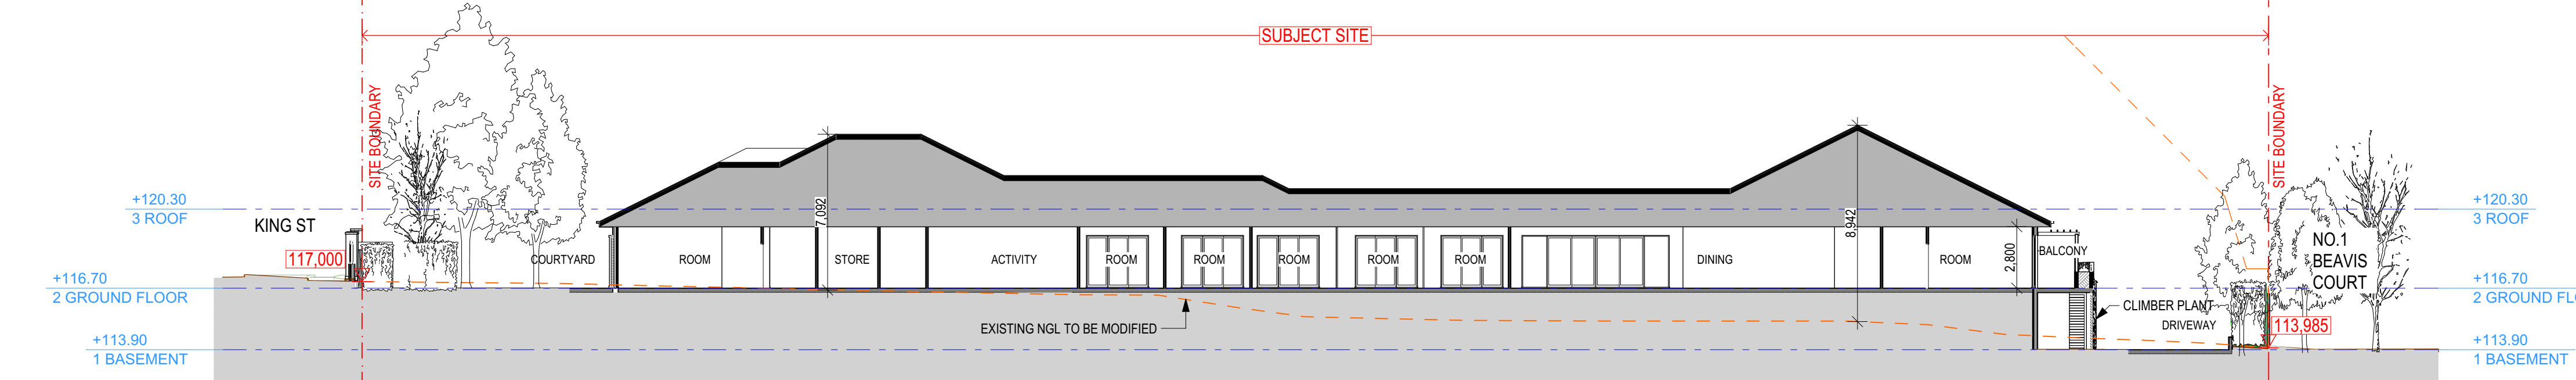 SUBJECT SITE
SITE BOUNDARY
SITE BOUNDARY
+120.30
3 ROOF
KING ST
117,000
+116.70
2 GROUND FLOOR
+113.90
1 BASEMENT
COURTYARD
ROOM
7,092
STORE
ACTIVITY
ROOM
ROOM
ROOM
ROOM
ROOM
DINING
8,942
ROOM
2,800
BALCONY
EXISTING NGL TO BE MODIFIED
CLIMBER PLANT
DRIVEWAY
113,985
NO.1
BEAVIS
COURT
+120.30
3 ROOF
+116.70
2 GROUND FLO
+113.90
1 BASEMENT